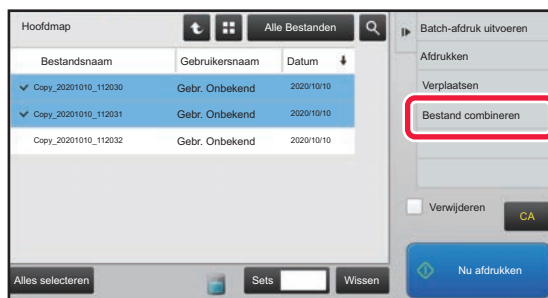 Hoofdmap
Alle Bestanden
Bestandsnaam Gebruikersnaam Datum
Copy_20201010_112030 Gebr. Onbekend 2020/10/10
Copy_20201010_112031 Gebr. Onbekend 2020/10/10
Copy_20201010_112032 Gebr. Onbekend 2020/10/10
Alles selecteren
Sets
Wissen
Batch-afdruk uitvoeren
Afdrukken
Verplaatsen
Bestand combineren
Verwijderen
CA
Nu afdrukken